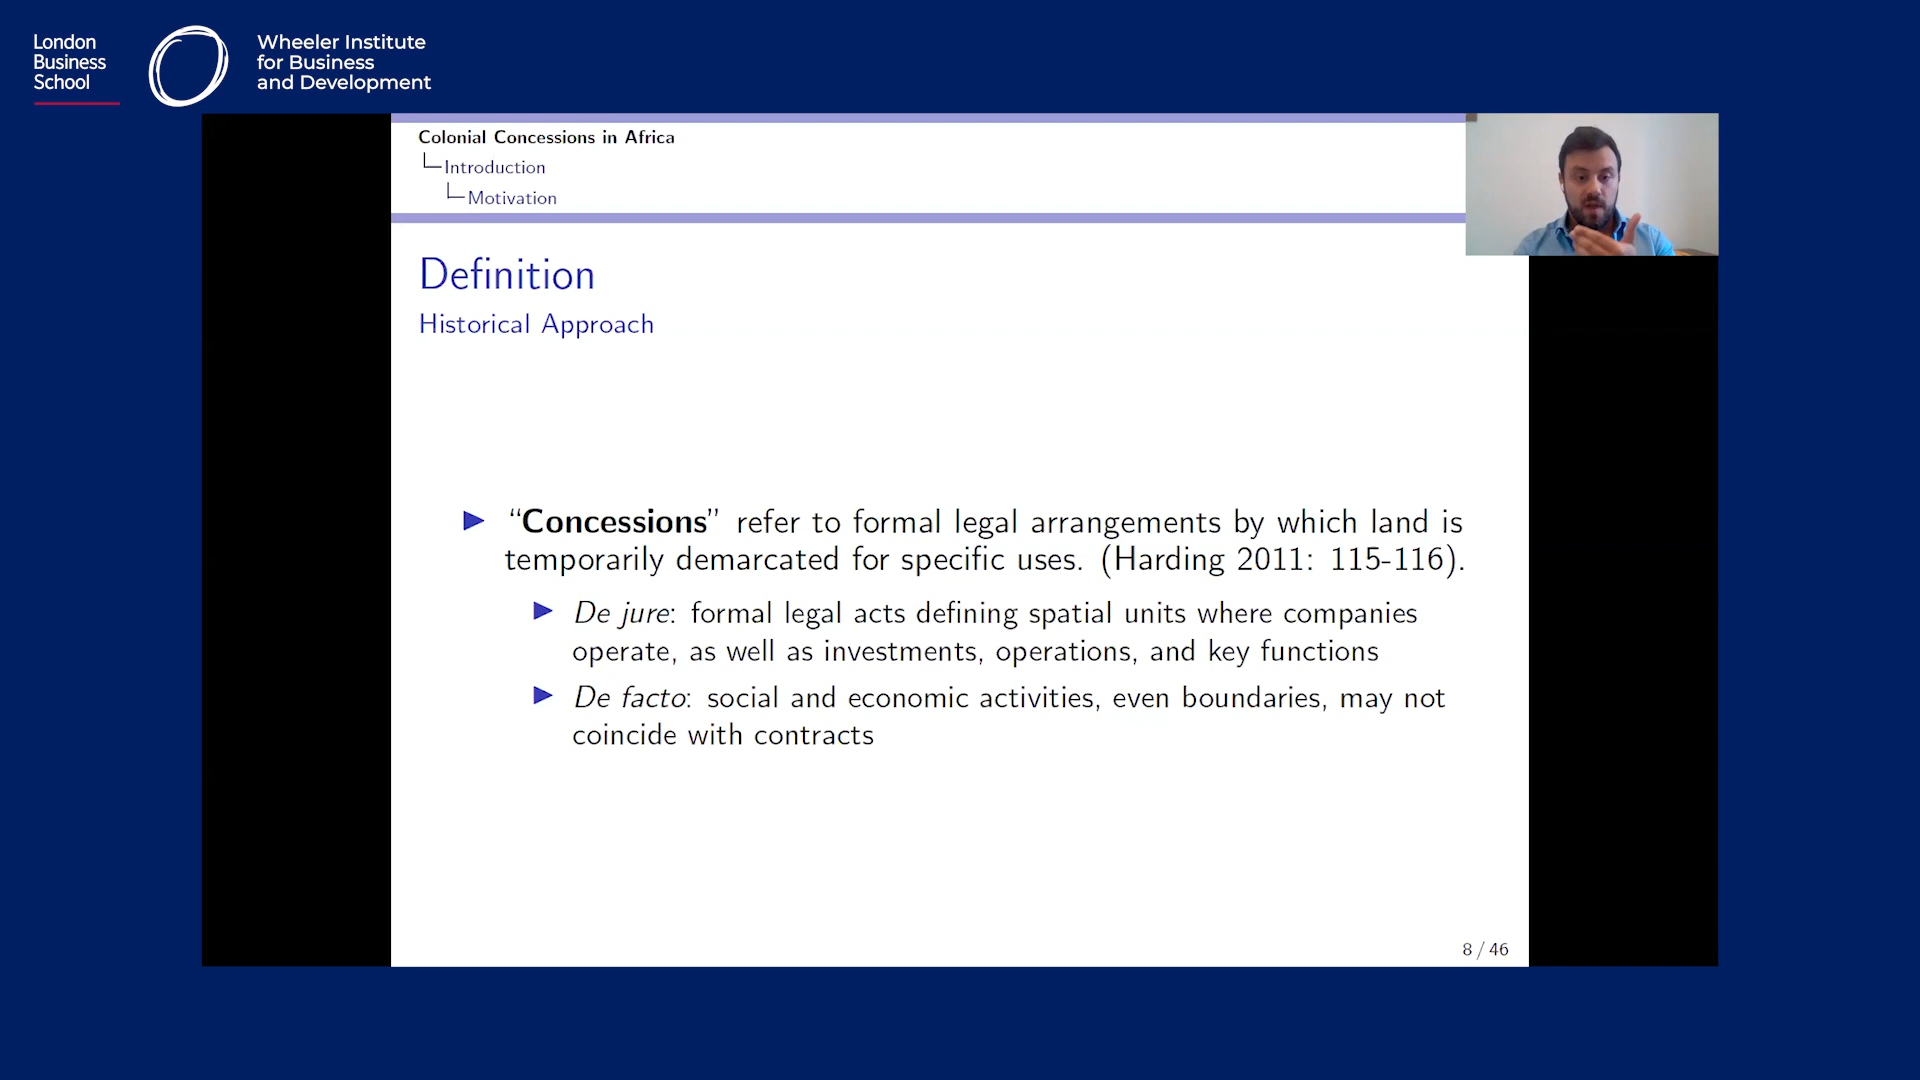 London
Business
School
Wheeler Institute
for Business
and Development
Colonial Concessions in Africa
Introduction
Motivation
Definition
Historical Approach
“Concessions” refer to formal legal arrangements by which land is
temporarily demarcated for specific uses. (Harding 2011: 115-116).
De jure: formal legal acts defining spatial units where companies
operate, as well as investments, operations, and key functions
De facto: social and economic activities, even boundaries, may not
coincide with contracts
8 / 46